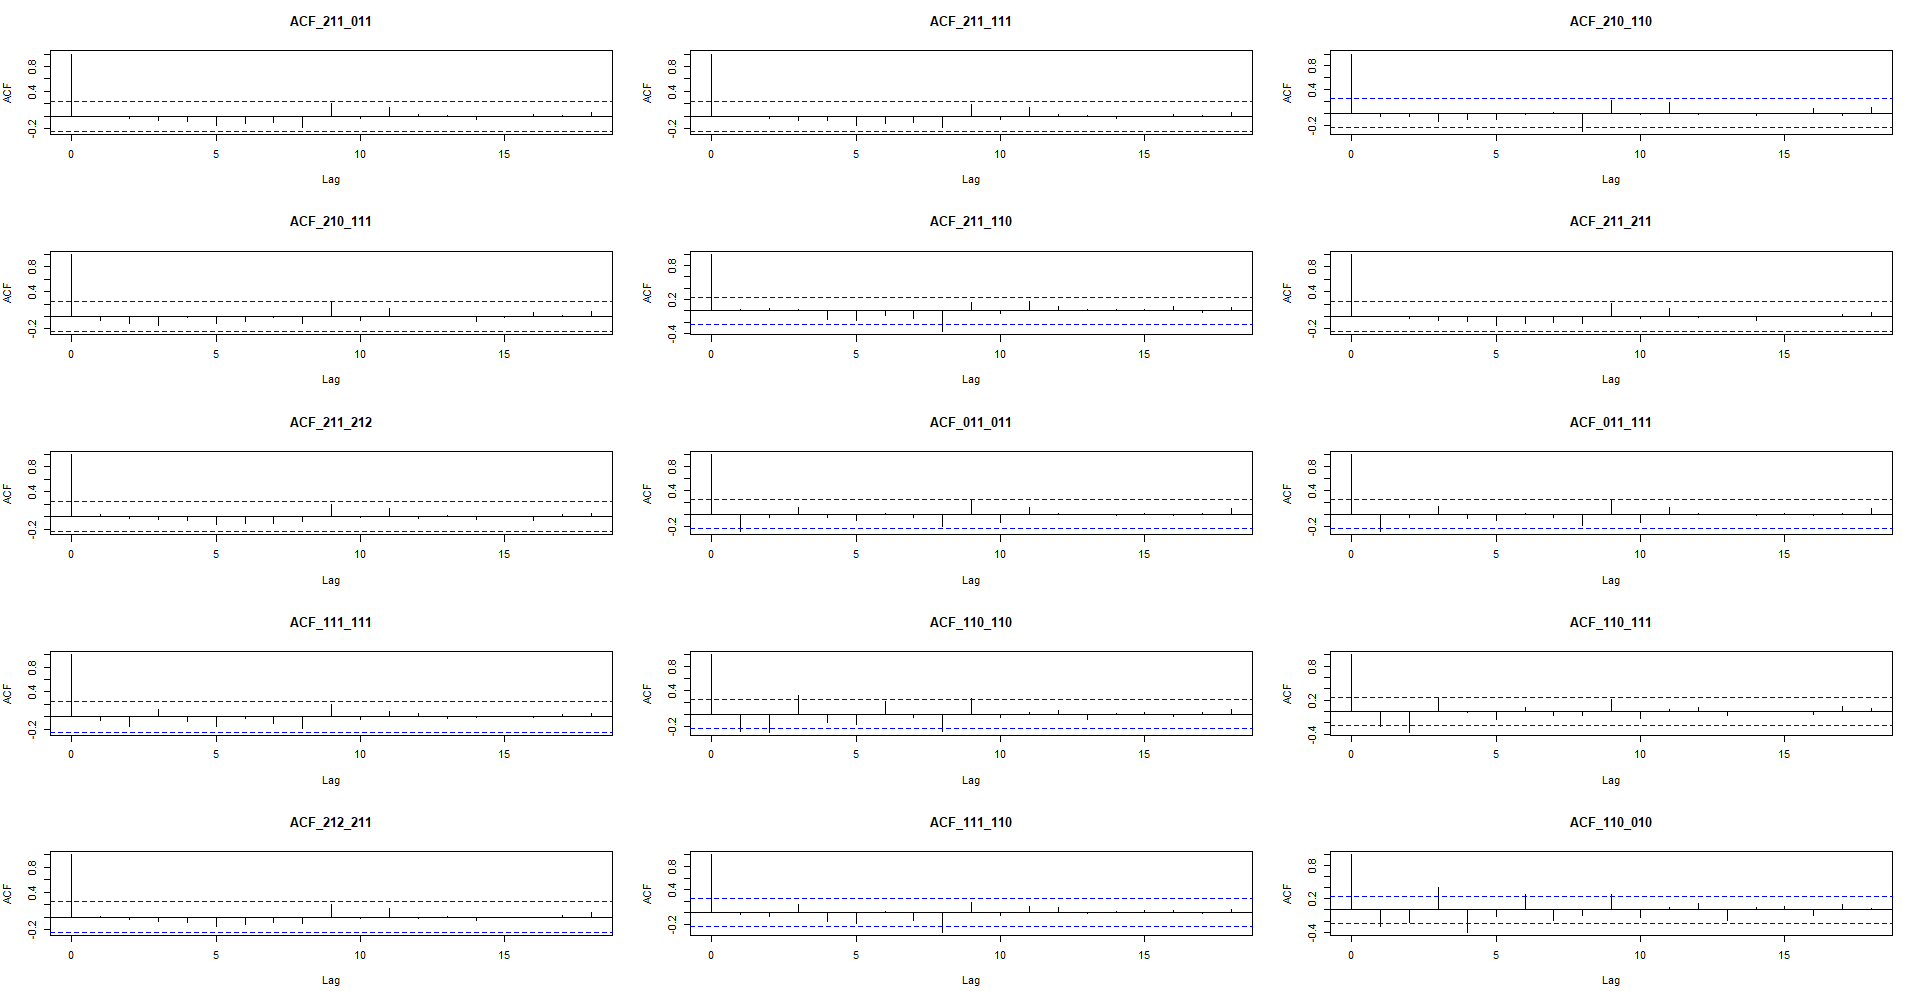 ACF_211_011 ACF_211_111 ACF_210_110
ACF 0.8 0.4 -0.2 ACF 0.8 0.4 -0.2 ACF 0.8 0.4 -0.2
0 5 10 15 0 5 10 15 0 5 10 15
Lag Lag Lag
ACF_210_111 ACF_211_110 ACF_211_211
ACF 0.8 0.4 -0.2 ACF 0.8 0.2 -0.4 ACF 0.8 0.4 -0.2
0 5 10 15 0 5 10 15 0 5 10 15
Lag Lag Lag
ACF_211_212 ACF_011_011 ACF_011_111
ACF 0.8 0.4 -0.2 ACF 0.8 0.4 -0.2 ACF 0.8 0.4 -0.2
0 5 10 15 0 5 10 15 0 5 10 15
Lag Lag Lag
ACF_111_111 ACF_110_110 ACF_110_111
ACF 0.8 0.4 -0.2 ACF 0.8 0.4 -0.2 ACF 0.8 0.2 -0.4
0 5 10 15 0 5 10 15 0 5 10 15
Lag Lag Lag
ACF_212_211 ACF_111_110 ACF_110_010
ACF 0.8 0.4 -0.2 ACF 0.8 0.4 -0.2 ACF 0.8 0.2 -0.4
0 5 10 15 0 5 10 15 0 5 10 15
Lag Lag Lag